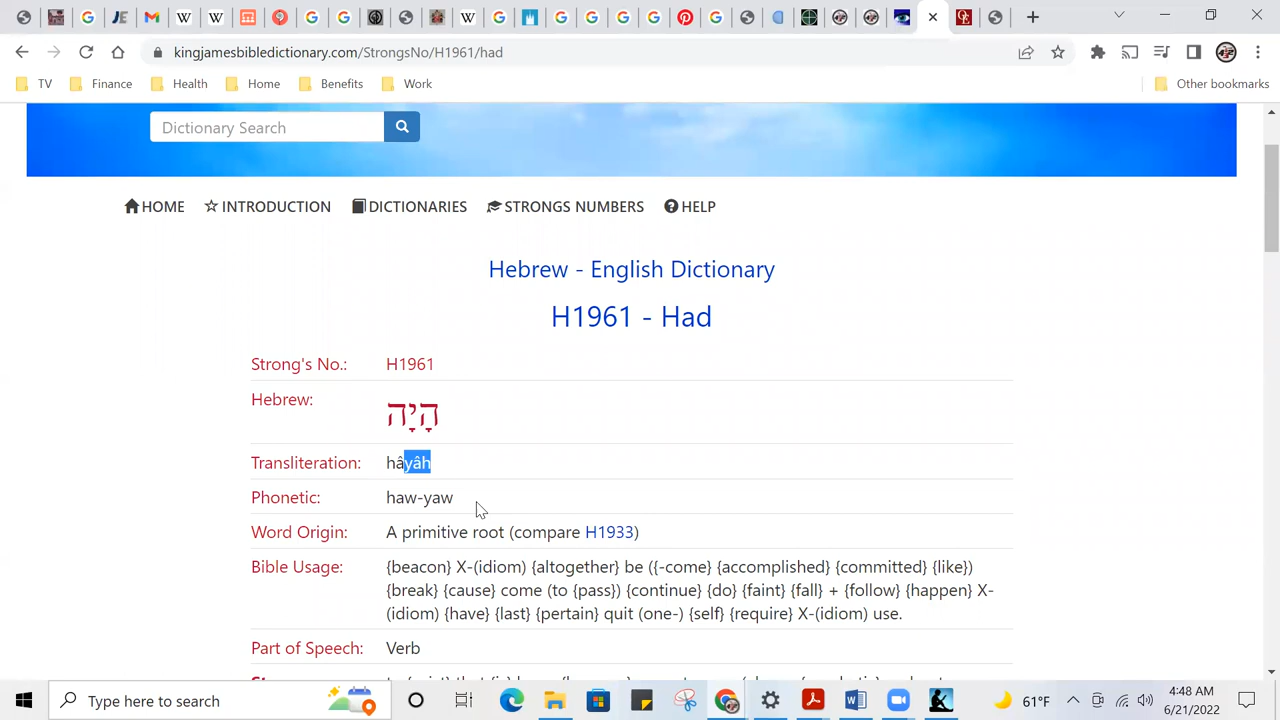 kingjamesbibledictionary.com/StrongsNo/H1961/had
TV Finance Health Home Benefits Work Other bookmarks
Dictionary Search
HOME INTRODUCTION DICTIONARIES STRONGS NUMBERS HELP
Hebrew - English Dictionary
H1961 - Had
Strong's No.: H1961
Hebrew: הָיָה
Transliteration: hâyâh
Phonetic: haw-yaw
Word Origin: A primitive root (compare H1933)
Bible Usage: {beacon} X-(idiom) {altogether} be ({-come} {accomplished} {committed} {like})
{break} {cause} come (to {pass}) {continue} {do} {faint} {fall} + {follow} {happen} X-
(idiom) {have} {last} {pertain} quit (one-) {self} {require} X-(idiom) use.
Part of Speech: Verb
Type here to search
61°F
4:48 AM
6/21/2022